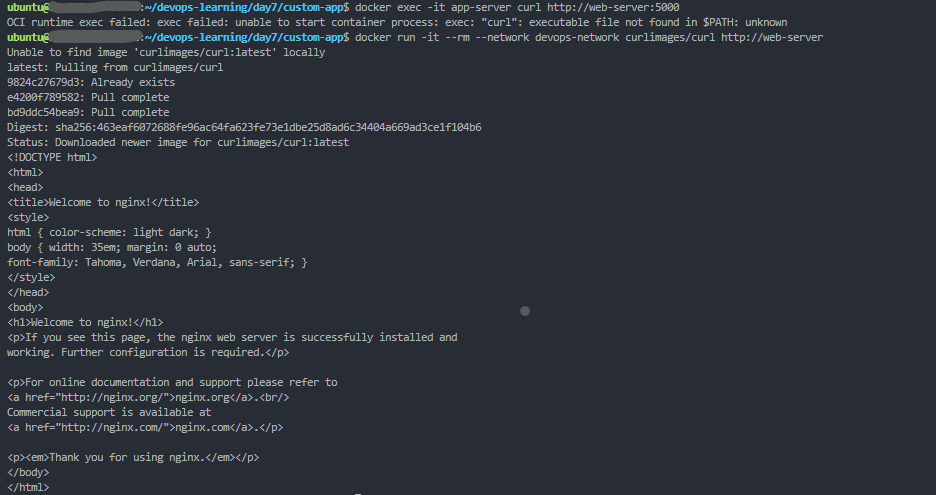 ubuntu@:~/devops-learning/day7/custom-app$ docker exec -it app-server curl http://web-server:5000
OCI runtime exec failed: exec failed: unable to start container process: exec: "curl": executable file not found in $PATH: unknown
ubuntu@:~/devops-learning/day7/custom-app$ docker run -it --rm --network devops-network curlimages/curl http://web-server
Unable to find image 'curlimages/curl:latest' locally
latest: Pulling from curlimages/curl
9824c27679d3: Already exists
e4200f789582: Pull complete
bd9ddc54bea9: Pull complete
Digest: sha256:463eaf6072688fe96ac64fa623fe73e1dbe25d8ad6c34404a669ad3ce1f104b6
Status: Downloaded newer image for curlimages/curl:latest
<!DOCTYPE html>
<html>
<head>
<title>Welcome to nginx!</title>
<style>
html { color-scheme: light dark; }
body { width: 35em; margin: 0 auto;
font-family: Tahoma, Verdana, Arial, sans-serif; }
</style>
</head>
<body>
<h1>Welcome to nginx!</h1>
<p>If you see this page, the nginx web server is successfully installed and
working. Further configuration is required.</p>

<p>For online documentation and support please refer to
<a href="http://nginx.org/">nginx.org</a>.<br/>
Commercial support is available at
<a href="http://nginx.com/">nginx.com</a>.</p>

<p><em>Thank you for using nginx.</em></p>
</body>
</html>